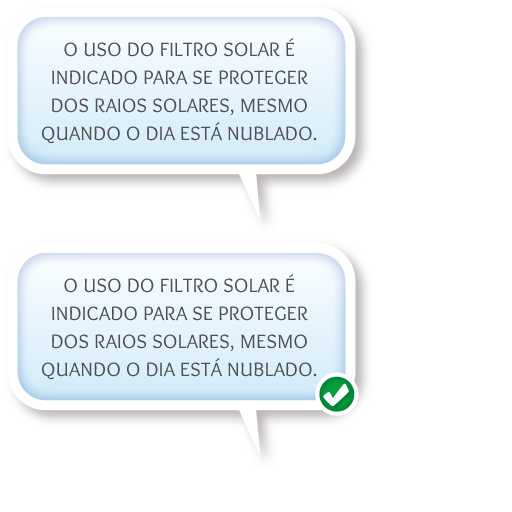 O USO DO FILTRO SOLAR É
INDICADO PARA SE PROTEGER
DOS RAIOS SOLARES, MESMO
QUANDO O DIA ESTÁ NUBLADO.
O USO DO FILTRO SOLAR É
INDICADO PARA SE PROTEGER
DOS RAIOS SOLARES, MESMO
QUANDO O DIA ESTÁ NUBLADO.